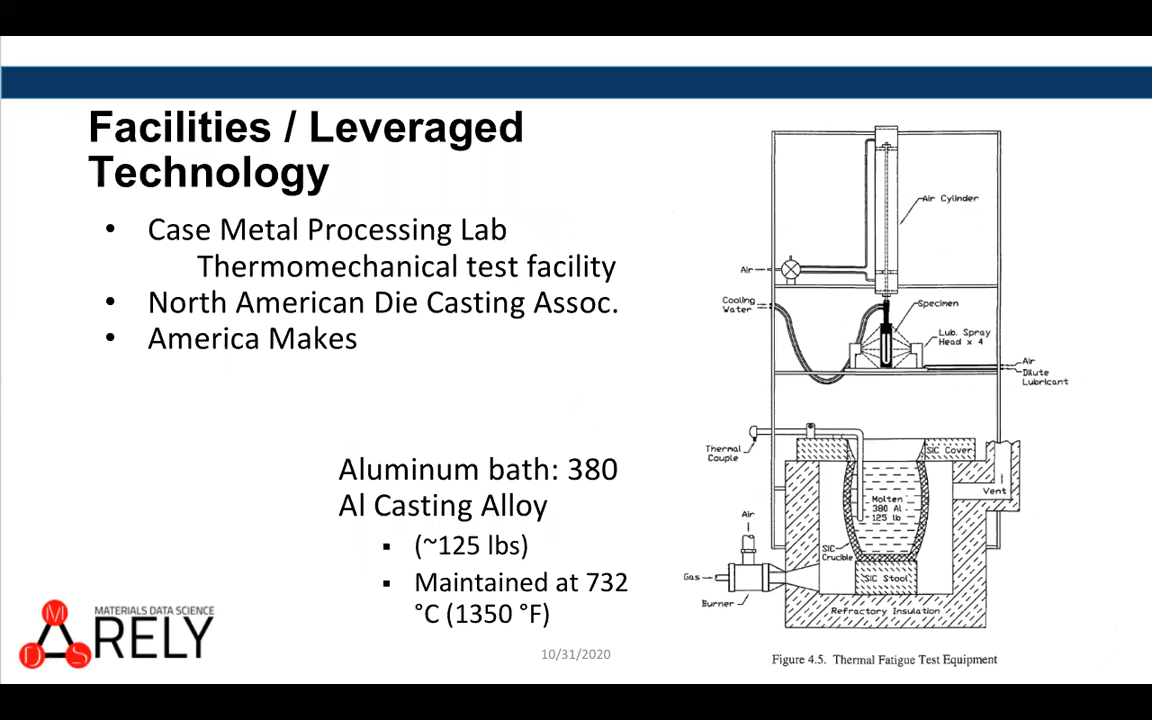 Facilities / Leveraged
Technology
• Case Metal Processing Lab
Thermomechanical test facility
• North American Die Casting Assoc.
• America Makes
Aluminum bath: 380
Al Casting Alloy
▪ (~125 lbs)
▪ Maintained at 732
°C (1350 °F)
Air Cylinder
Air
Cooling
Water
Specimen
Lub. Spray
Head x 4
Air
Dilute
Lubricant
Thermal
Couple
SiC Cover
Vent
Molten
380 Al
125 lb
Air
SiC
Crucible
Gas
SiC Stool
Burner
Refractory Insulation
Figure 4.5. Thermal Fatigue Test Equipment
M
D S
MATERIALS DATA SCIENCE
RELY
10/31/2020